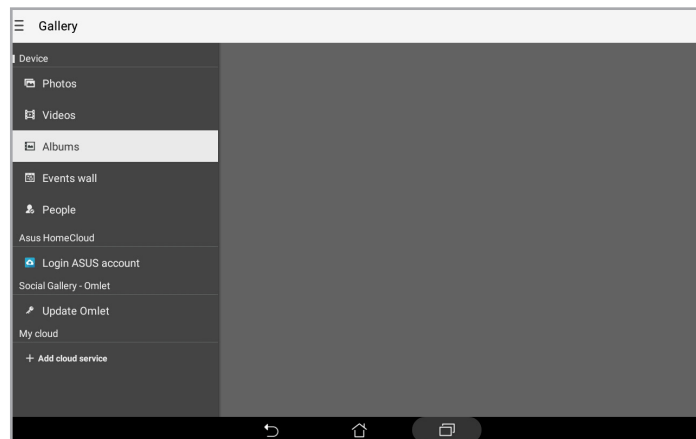 Gallery
Device
Photos
Videos
Albums
Events wall
People
Asus HomeCloud
Login ASUS account
Social Gallery - Omlet
Update Omlet
My cloud
+ Add cloud service